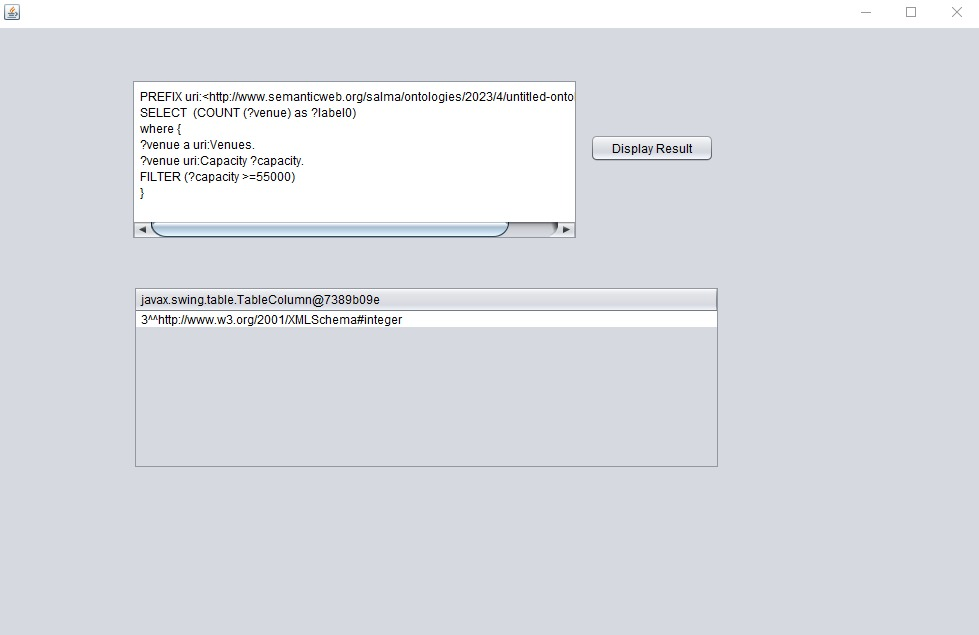 PREFIX uri:<http://www.semanticweb.org/salma/ontologies/2023/4/untitled-onto
SELECT  (COUNT (?venue) as ?label0)
where {
?venue a uri:Venues.
?venue uri:Capacity ?capacity.
FILTER (?capacity >=55000)
}
Display Result
javax.swing.table.TableColumn@7389b09e
3^^http://www.w3.org/2001/XMLSchema#integer